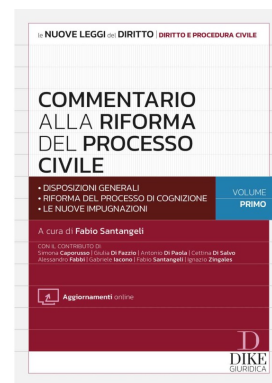 le NUOVE LEGGI del DIRITTO | DIRITTO E PROCEDURA CIVILE
COMMENTARIO
ALLA RIFORMA
DEL PROCESSO
CIVILE
• DISPOSIZIONI GENERALI
• RIFORMA DEL PROCESSO DI COGNIZIONE
• LE NUOVE IMPUGNAZIONI
VOLUME
PRIMO
A cura di Fabio Santangeli
CON IL CONTRIBUTO DI:
Simona Caporusso | Giulia Di Fazzio | Antonio Di Paola | Cettina Di Salvo
Alessandro Fabbi | Gabriele Iacono | Fabio Santangeli | Ignazio Zingales
Aggiornamenti online
D
DIKE
GIURIDICA